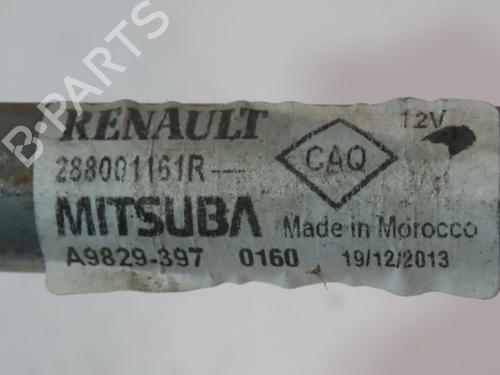 B-PARTS
RENAULT
12V
288001161R
CAQ
MITSUBA
Made in Morocco
A9829-397 0160 19/12/2013